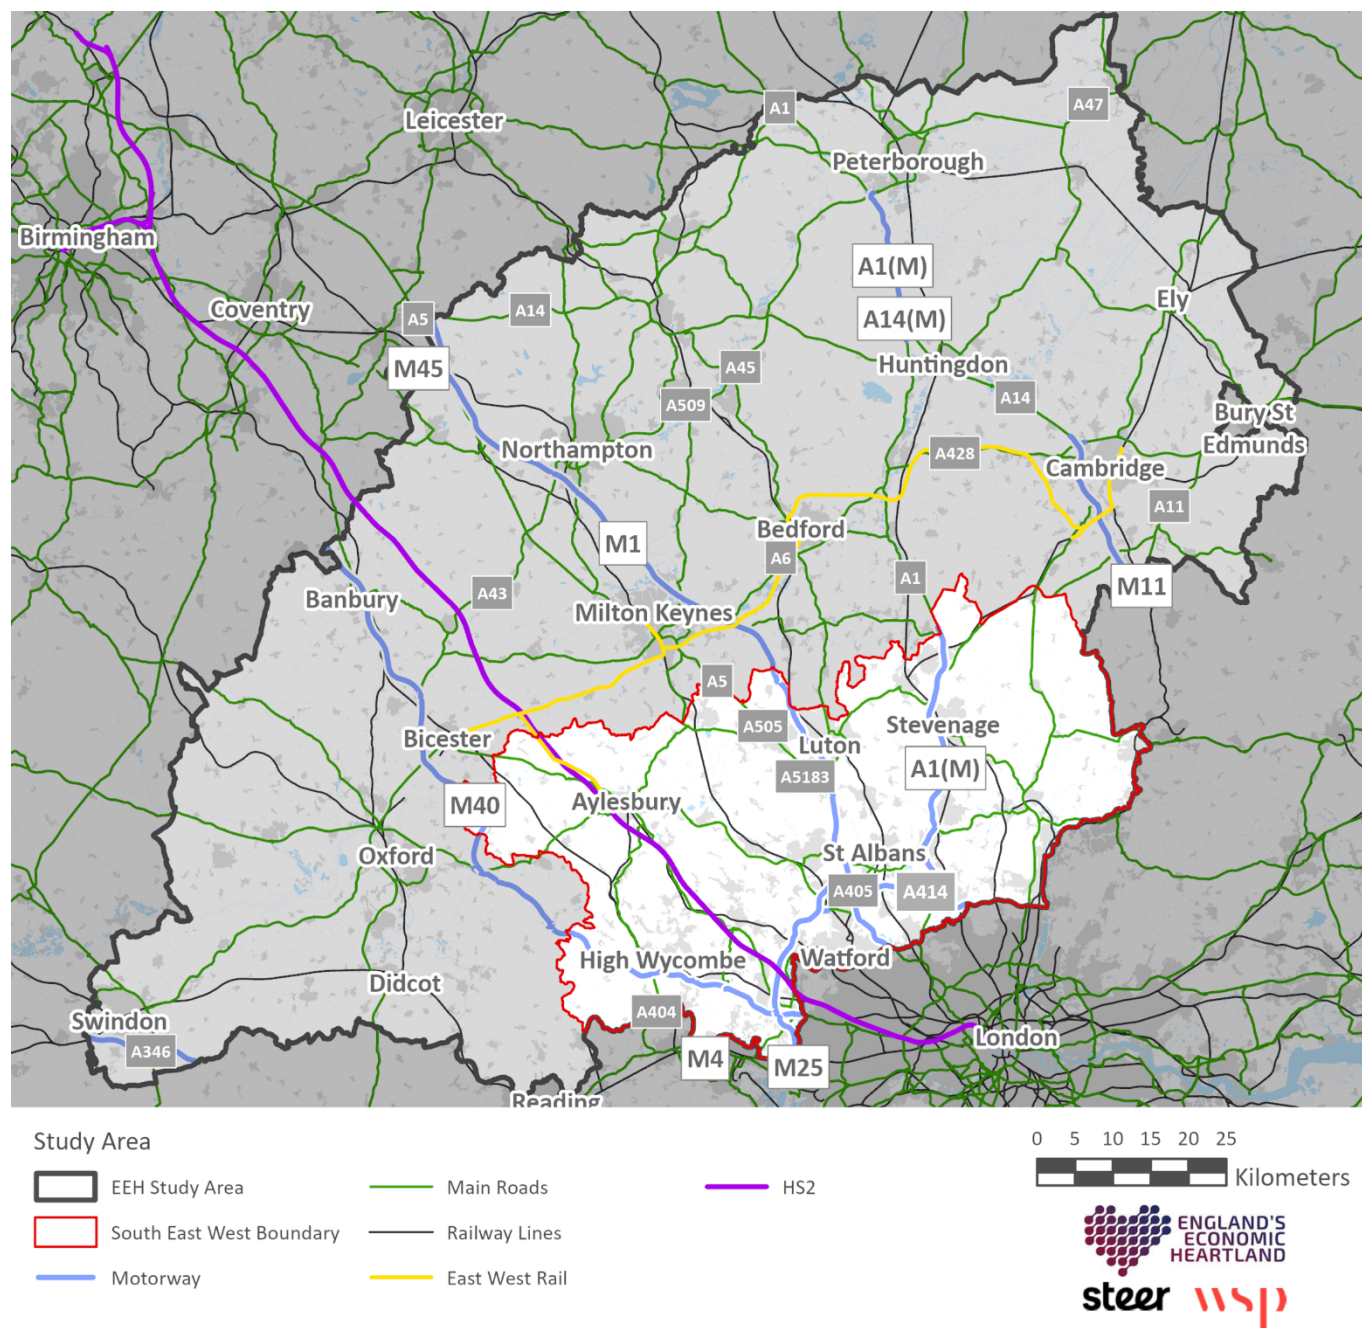 Leicester
A1
A47
Peterborough
Birmingham
A1(M)
Coventry
A5
A14
A14(M)
Ely
M45
A45
Huntingdon
A509
A14
Bury St
Edmunds
Northampton
A428
Cambridge
A11
M1
Bedford
A6
A1
M11
Banbury
A43
Milton Keynes
A5
A505
Stevenage
Bicester
Luton
A5183
A1(M)
M40
Aylesbury
Oxford
St Albans
A405
A414
High Wycombe
Watford
Didcot
Swindon
A346
A404
London
M4
M25
Reading
Study Area
EEH Study Area
South East West Boundary
Motorway
Main Roads
Railway Lines
East West Rail
HS2
0 5 10 15 20 25
Kilometers
ENGLAND'S
ECONOMIC
HEARTLAND
steer wsp